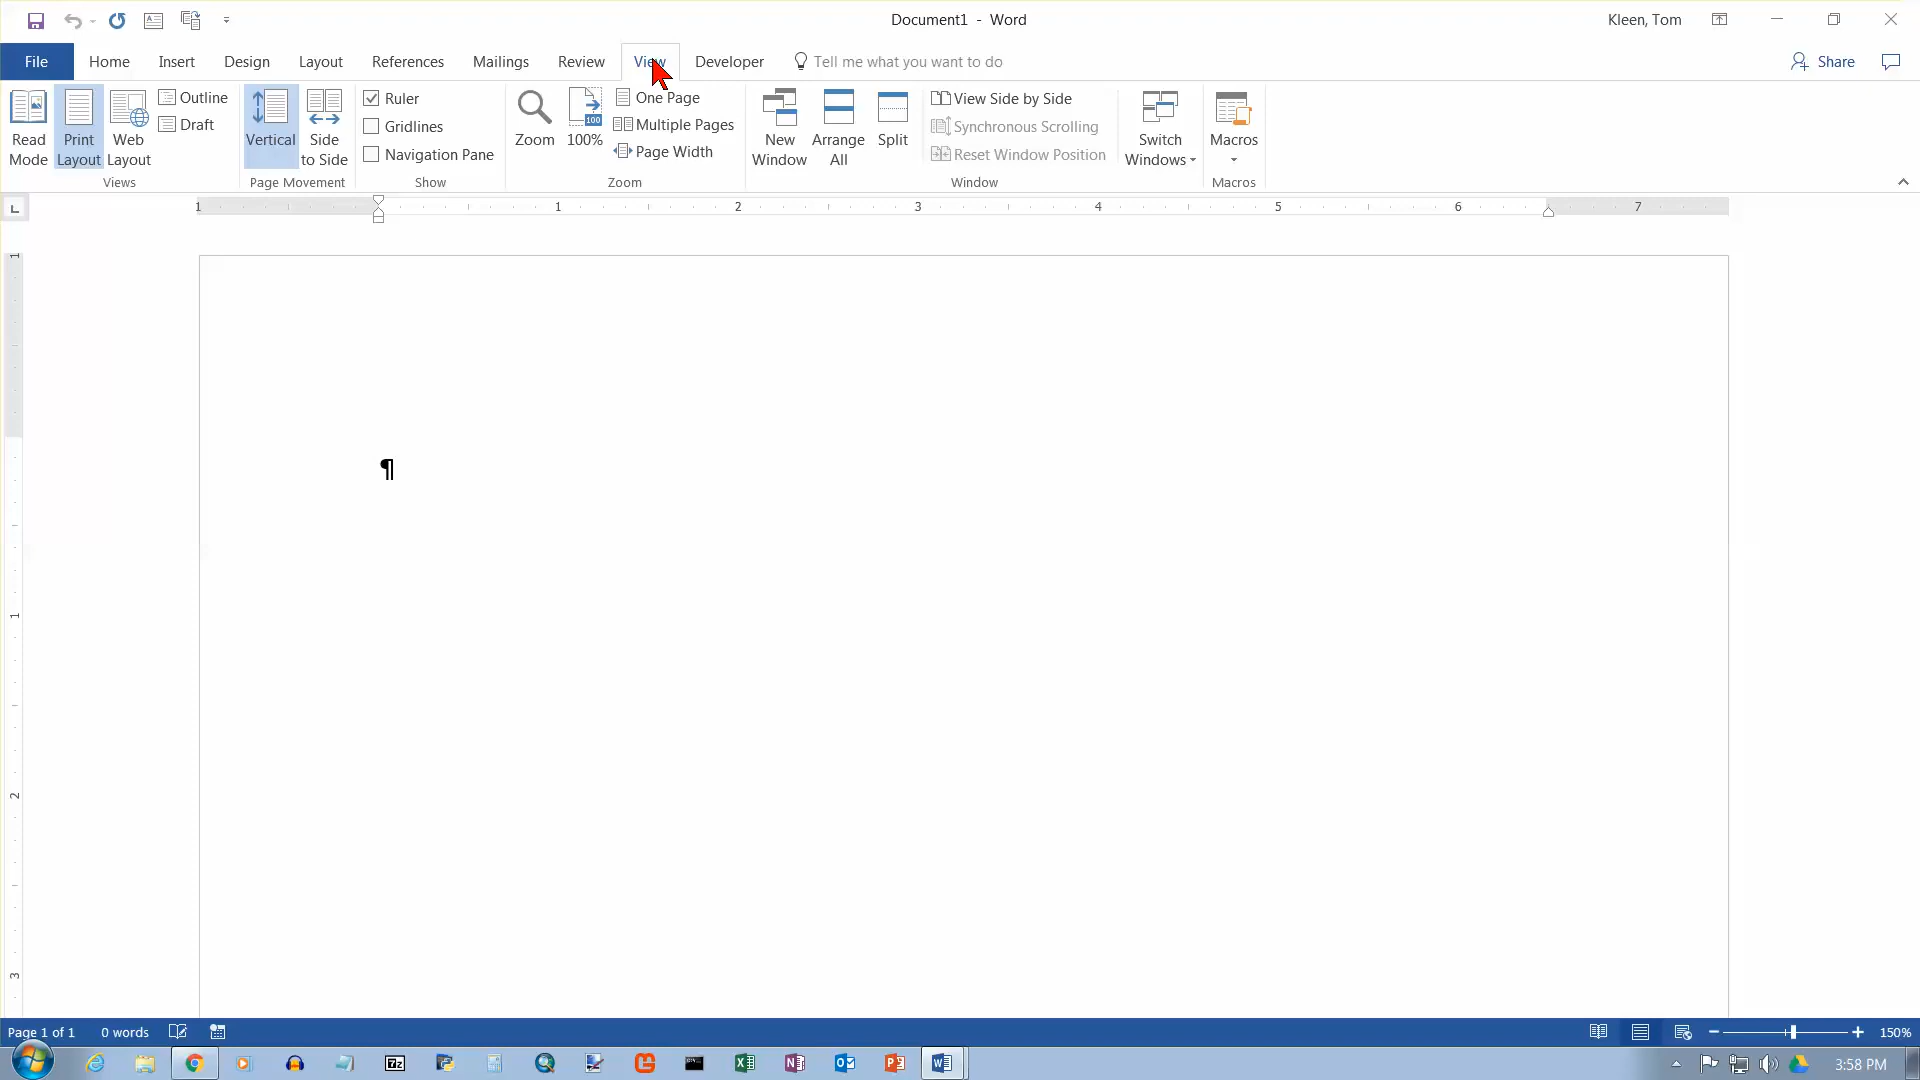 Document1 - Word
Kleen, Tom
File Home Insert Design Layout References Mailings Review View Developer Tell me what you want to do Share
Read Mode
Print Layout
Web Layout
Outline
Draft
Views
Vertical
Side to Side
Page Movement
Ruler
Gridlines
Navigation Pane
Show
Zoom
100
100%
One Page
Multiple Pages
Page Width
Zoom
New Window
Arrange All
Split
View Side by Side
Synchronous Scrolling
Reset Window Position
Window
Switch Windows
Macros
Macros
1 1 2 3 4 5 6 7
1
¶
1
2
3
Page 1 of 1 0 words 150%
7z
3:58 PM